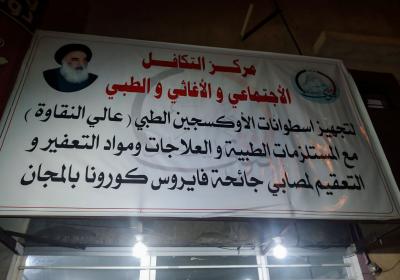 مركز التكافل
الأجتماعي و الأغاثي و الطبي
لتجهيز اسطوانات الأوكسجين الطبي ( عالي النقاوة )
مع المستلزمات الطبية و العلاجات ومواد التعفير و
التعقيم لمصابي جائحة فايروس كورونا بالمجان